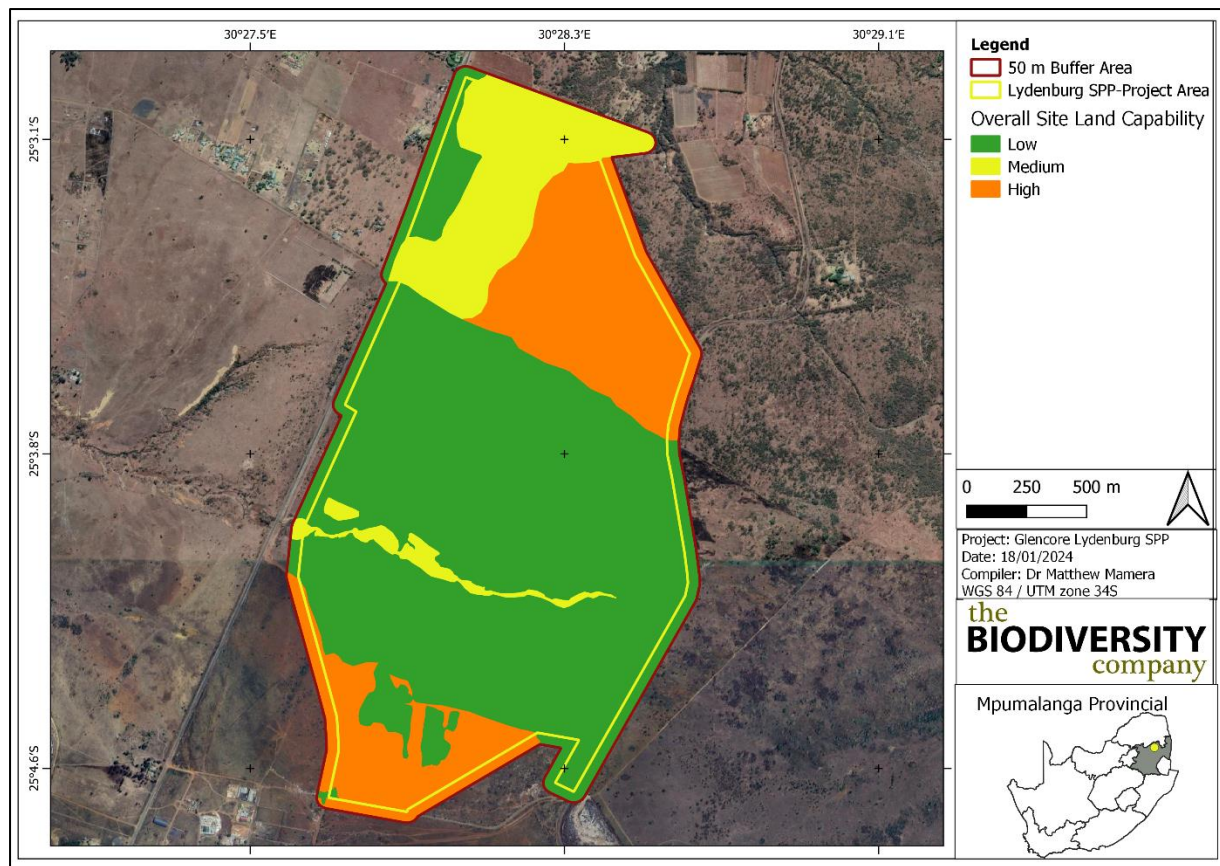 30°27.5'E
30°28.3'E
30°29.1'E
25°3.1'S
25°3.8'S
25°4.6'S
Legend
50 m Buffer Area
Lydenburg SPP-Project Area
Overall Site Land Capability
Low
Medium
High
0 250 500 m
Project: Glencore Lydenburg SPP
Date: 18/01/2024
Compiler: Dr Matthew Mamera
WGS 84 / UTM zone 34S
the
BIODIVERSITY
company
Mpumalanga Provincial